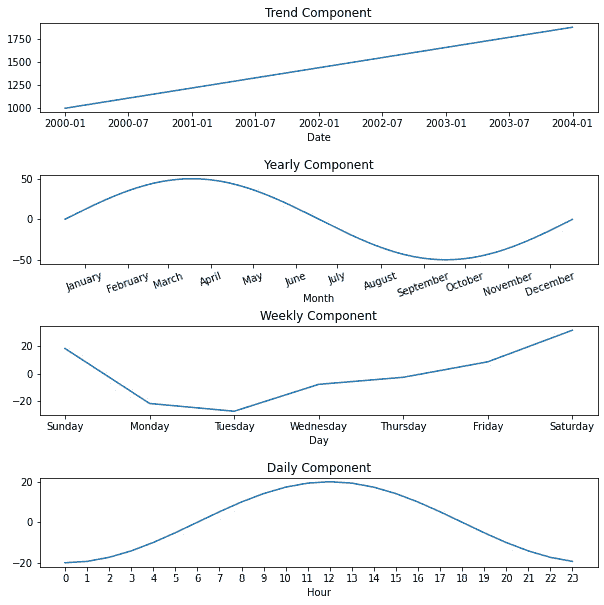 Trend Component
1750
1500
1250
1000
2000-01 2000-07 2001-01 2001-07 2002-01 2002-07 2003-01 2003-07 2004-01
Date
Yearly Component
50
0
−50
January February March April May June July August September October November December
Month
Weekly Component
20
0
−20
Sunday Monday Tuesday Wednesday Thursday Friday Saturday
Day
Daily Component
20
0
−20
0 1 2 3 4 5 6 7 8 9 10 11 12 13 14 15 16 17 18 19 20 21 22 23
Hour